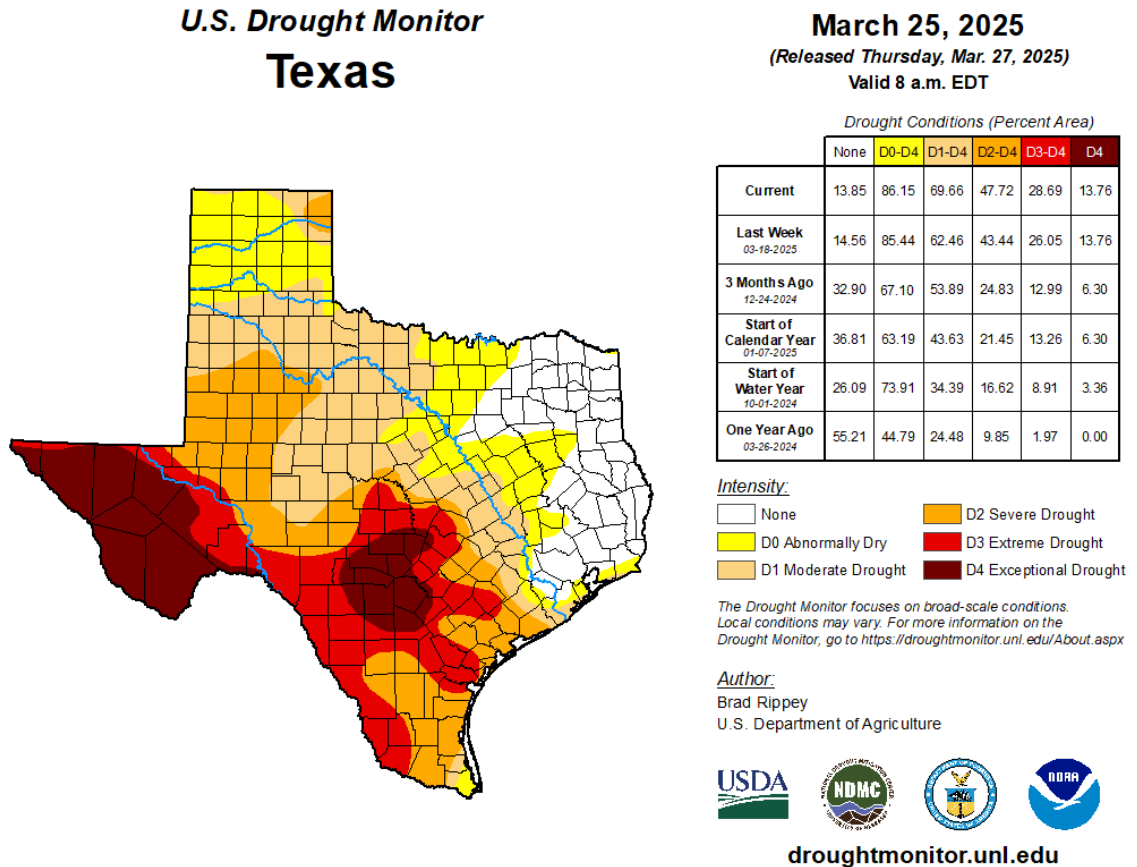 U.S. Drought Monitor
Texas
March 25, 2025
(Released Thursday, Mar. 27, 2025)
Valid 8 a.m. EDT
Drought Conditions (Percent Area)
None D0-D4 D1-D4 D2-D4 D3-D4 D4
Current 13.85 86.15 69.66 47.72 28.69 13.76
Last Week 03-18-2025 14.56 85.44 62.46 43.44 26.05 13.76
3 Months Ago 12-24-2024 32.90 67.10 53.89 24.83 12.99 6.30
Start of Calendar Year 01-07-2025 36.81 63.19 43.63 21.45 13.26 6.30
Start of Water Year 10-01-2024 26.09 73.91 34.39 16.62 8.91 3.36
One Year Ago 03-26-2024 55.21 44.79 24.48 9.85 1.97 0.00
Intensity:
None
D0 Abnormally Dry
D1 Moderate Drought
D2 Severe Drought
D3 Extreme Drought
D4 Exceptional Drought
The Drought Monitor focuses on broad-scale conditions.
Local conditions may vary. For more information on the
Drought Monitor, go to https://droughtmonitor.unl.edu/About.aspx
Author:
Brad Rippey
U.S. Department of Agriculture
USDA
NDMC
NOAA
droughtmonitor.unl.edu